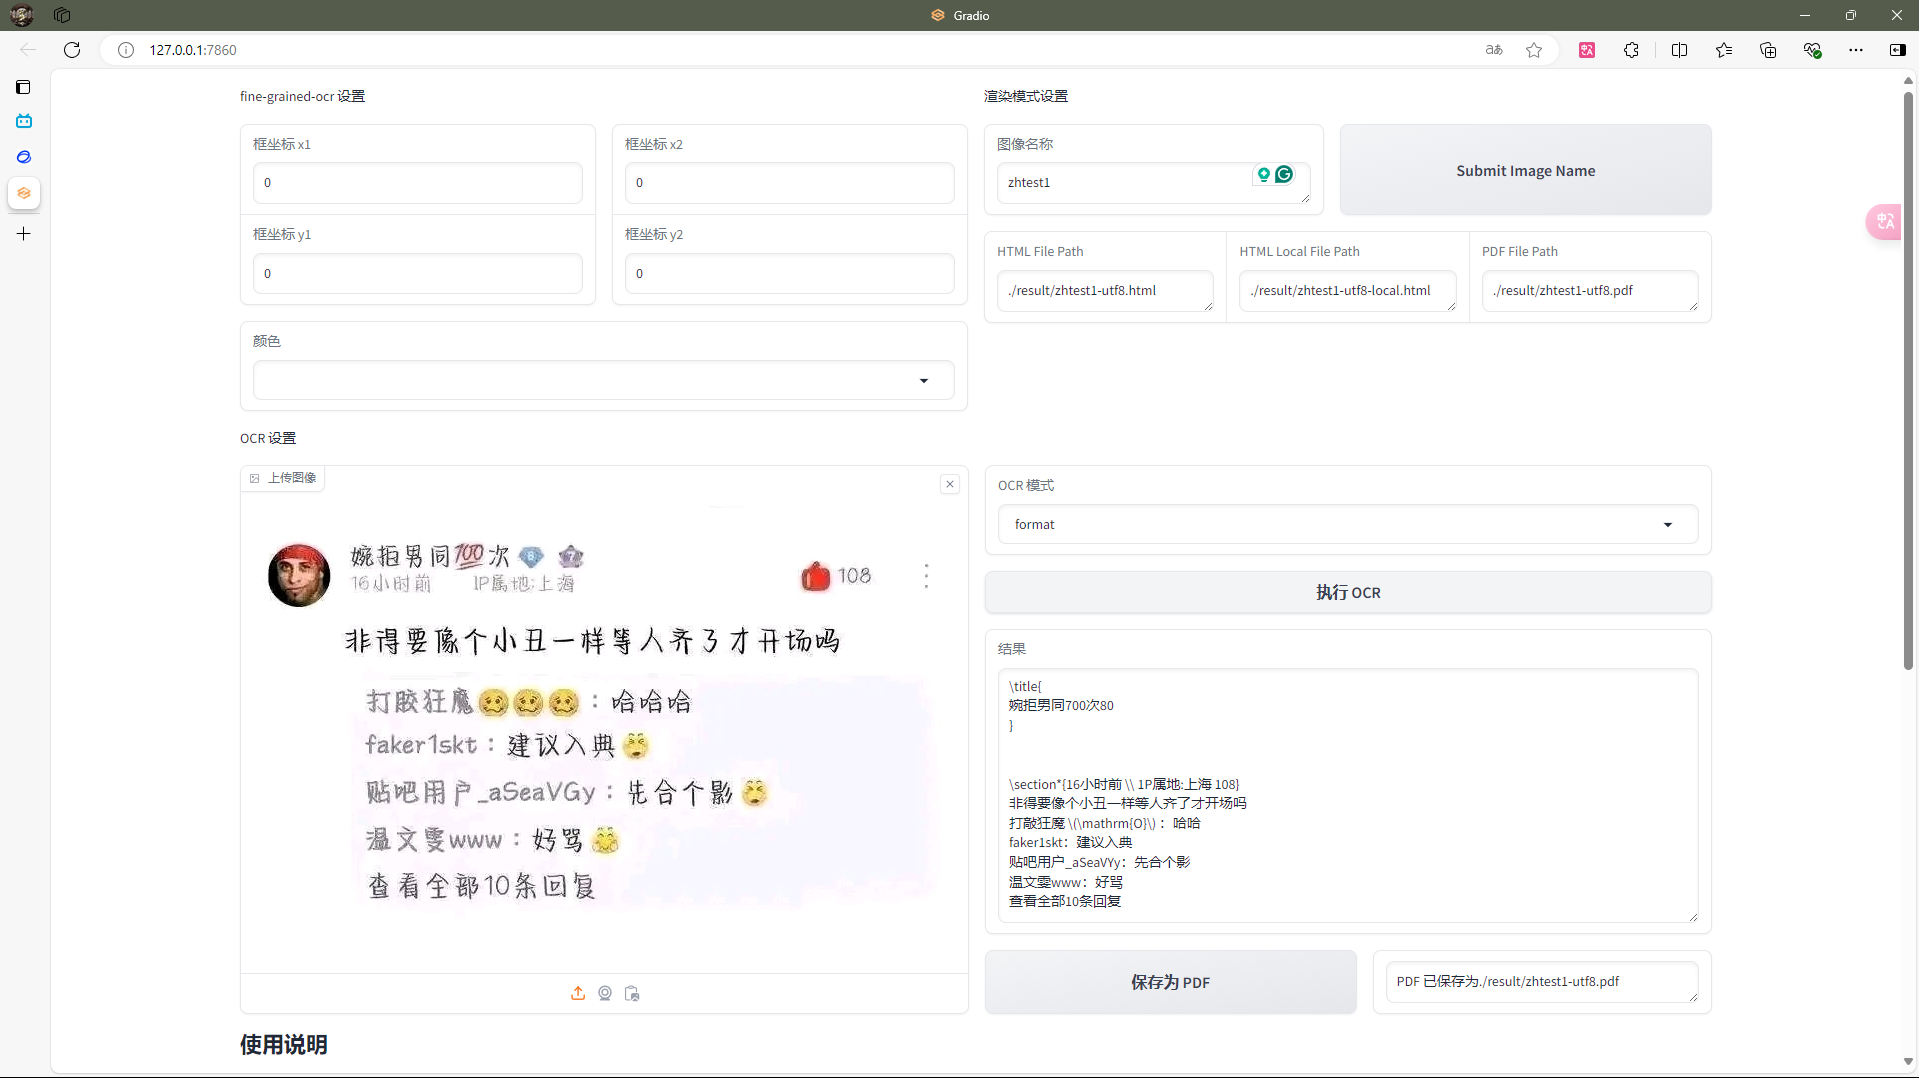 Gradio
127.0.0.1:7860
fine-grained-ocr 设置
框坐标 x1
0
框坐标 x2
0
框坐标 y1
0
框坐标 y2
0
颜色
渲染模式设置
图像名称
zhtest1
Submit Image Name
HTML File Path
./result/zhtest1-utf8.html
HTML Local File Path
./result/zhtest1-utf8-local.html
PDF File Path
./result/zhtest1-utf8.pdf
OCR 设置
上传图像
婉拒男同💯次
16小时前 IP属地:上海
108
非得要像个小丑一样等人齐了才开场吗
打胶狂魔🥴🥴🥴：哈哈哈
faker1skt：建议入典
贴吧用户_aSeaVGy：先合个影
温文雯www：好骂
查看全部10条回复
OCR 模式
format
执行 OCR
结果
\title{
婉拒男同700次80
}
\section*{16小时前 \\ 1P属地:上海 108}
非得要像个小丑一样等人齐了才开场吗
打敲狂魔 \(\mathrm{O}\)： 哈哈
faker1skt：建议入典
贴吧用户_aSeaVYy：先合个影
温文雯www：好骂
查看全部10条回复
保存为 PDF
PDF 已保存为./result/zhtest1-utf8.pdf
使用说明